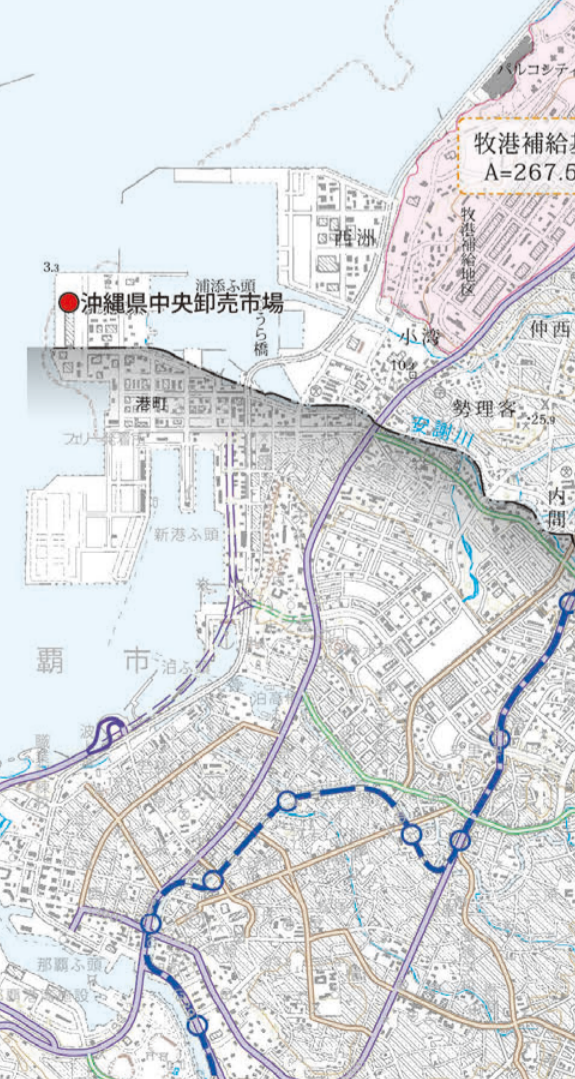 パルコシティ
牧港補給
A=267.5
牧港補給地区
西洲
3.3
浦添ふ頭
沖縄県中央卸売市場
うら橋
小湾
仲西
港町
勢理客
25.9
安謝川
内間
新港ふ頭
覇市
泊ふ
泊高
那覇ふ頭